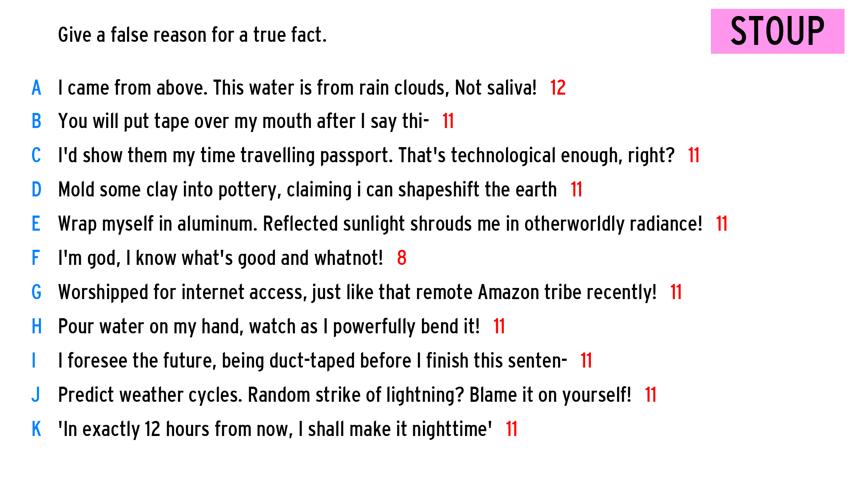 Give a false reason for a true fact.
STOUP
A I came from above. This water is from rain clouds, Not saliva! 12
B You will put tape over my mouth after I say thi- 11
C I'd show them my time travelling passport. That's technological enough, right? 11
D Mold some clay into pottery, claiming i can shapeshift the earth 11
E Wrap myself in aluminum. Reflected sunlight shrouds me in otherworldly radiance! 11
F I'm god, I know what's good and whatnot! 8
G Worshipped for internet access, just like that remote Amazon tribe recently! 11
H Pour water on my hand, watch as I powerfully bend it! 11
I I foresee the future, being duct-taped before I finish this senten- 11
J Predict weather cycles. Random strike of lightning? Blame it on yourself! 11
K 'In exactly 12 hours from now, I shall make it nighttime' 11